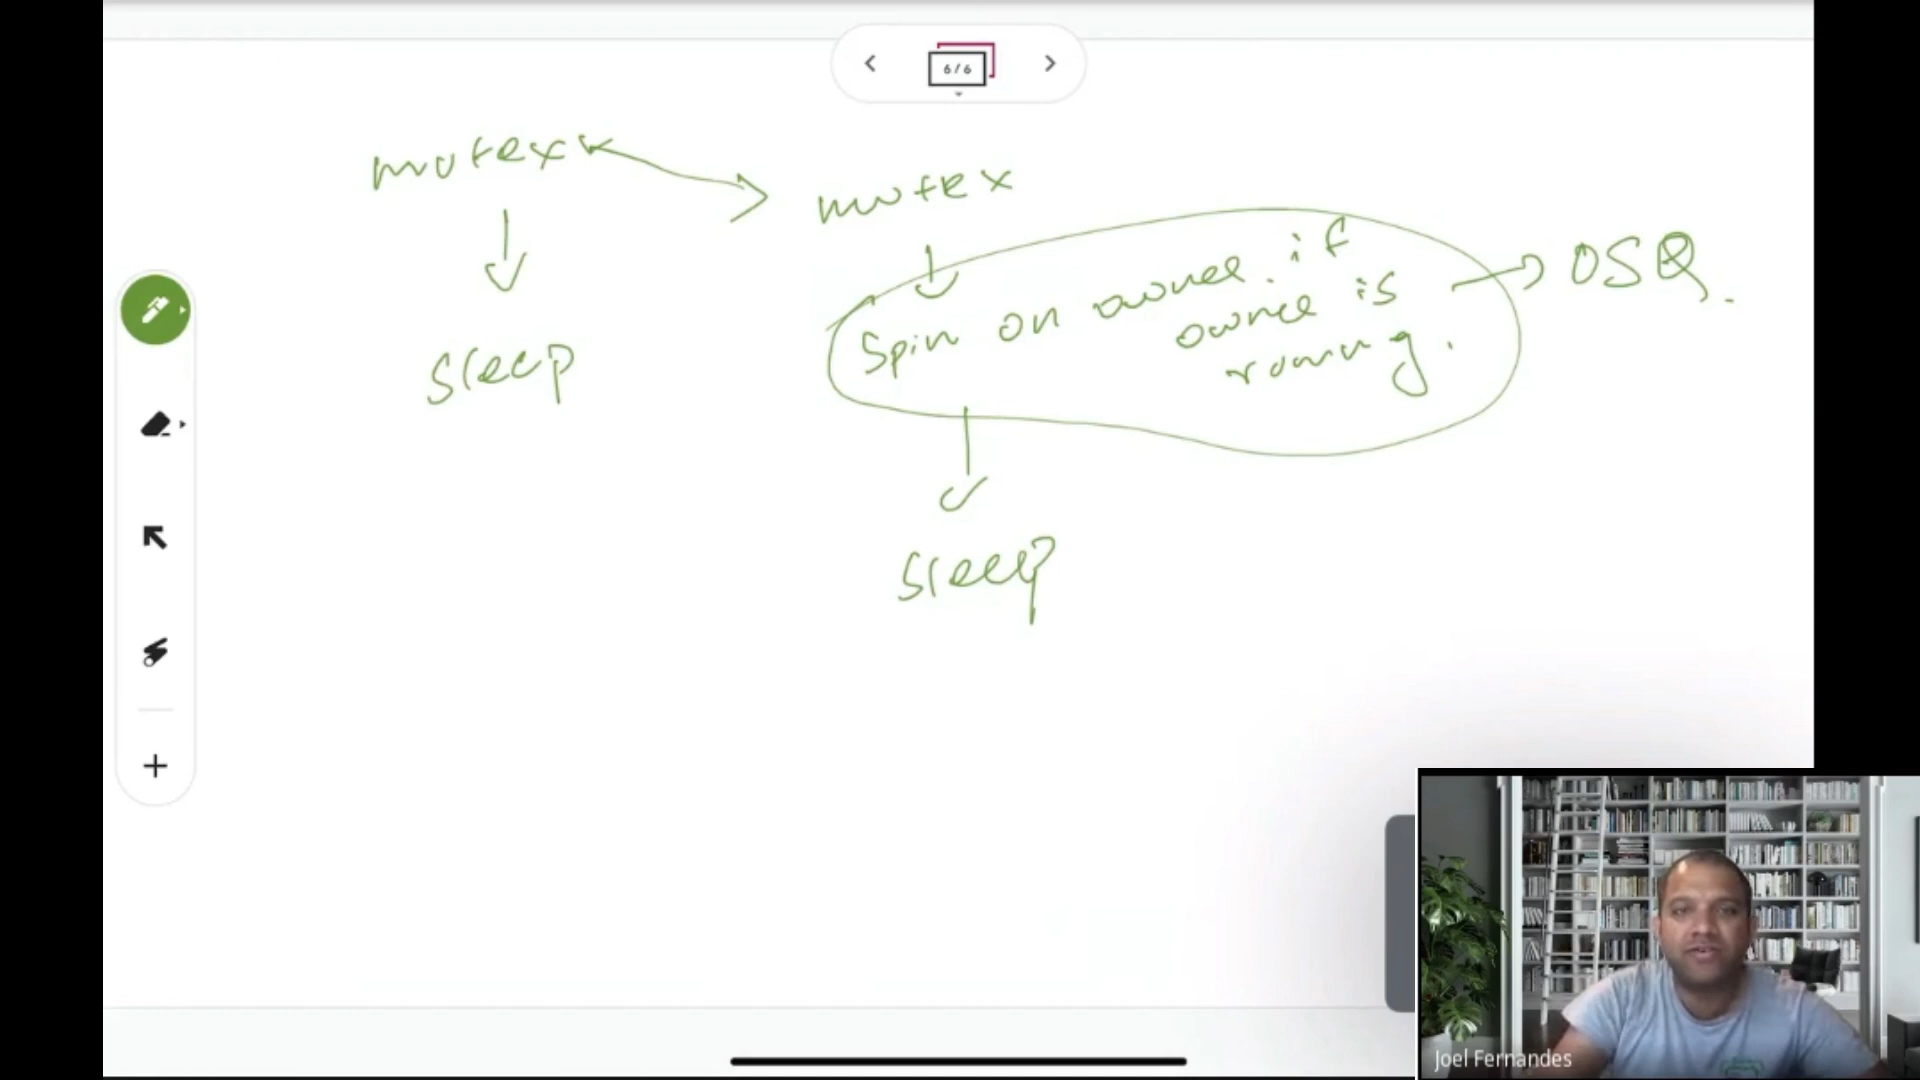 6/6
mutex
mutex
sleep
Spin on owner. if
owner is
running.
OSQ.
sleep
Joel Fernandes